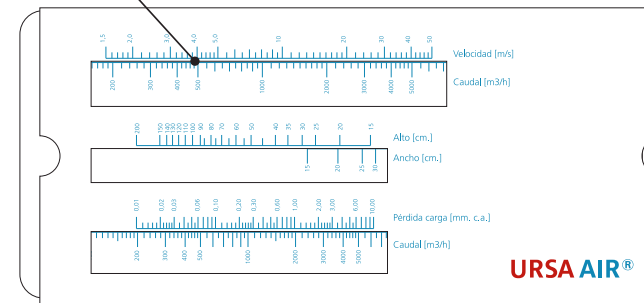 1,5 2,0 3,0 4,0 5,0 10 20 30 40 50
Velocidad [m/s]
200 300 400 500 1000 2000 3000 4000 5000
Caudal [m3/h]
200 150 140 130 120 110 100 90 80 70 60 50 40 35 30 25 20 15
Alto [cm.]
15 20 25 30
Ancho [cm.]
0,01 0,02 0,03 0,06 0,10 0,20 0,30 0,60 1,00 2,00 3,00 6,00 10,00
Pérdida carga [mm. c.a.]
200 300 400 500 1000 2000 3000 4000 5000
Caudal [m3/h]
URSA AIR®